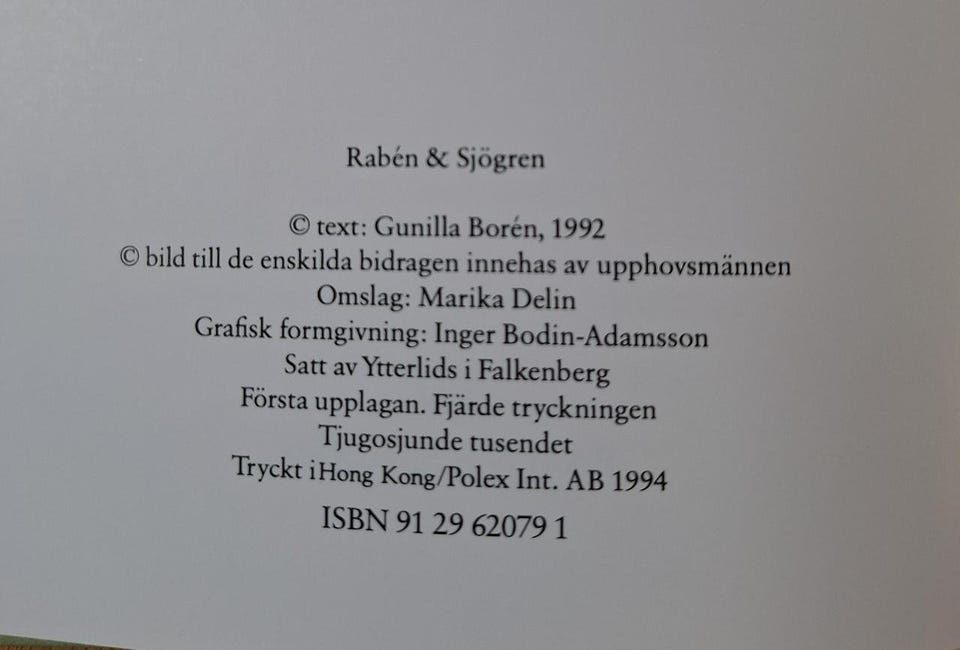 Rabén & Sjögren
© text: Gunilla Borén, 1992
© bild till de enskilda bidragen innehas av upphovsmännen
Omslag: Marika Delin
Grafisk formgivning: Inger Bodin-Adamsson
Satt av Ytterlids i Falkenberg
Första upplagan. Fjärde tryckningen
Tjugosjunde tusendet
Tryckt i Hong Kong/Polex Int. AB 1994
ISBN 91 29 62079 1